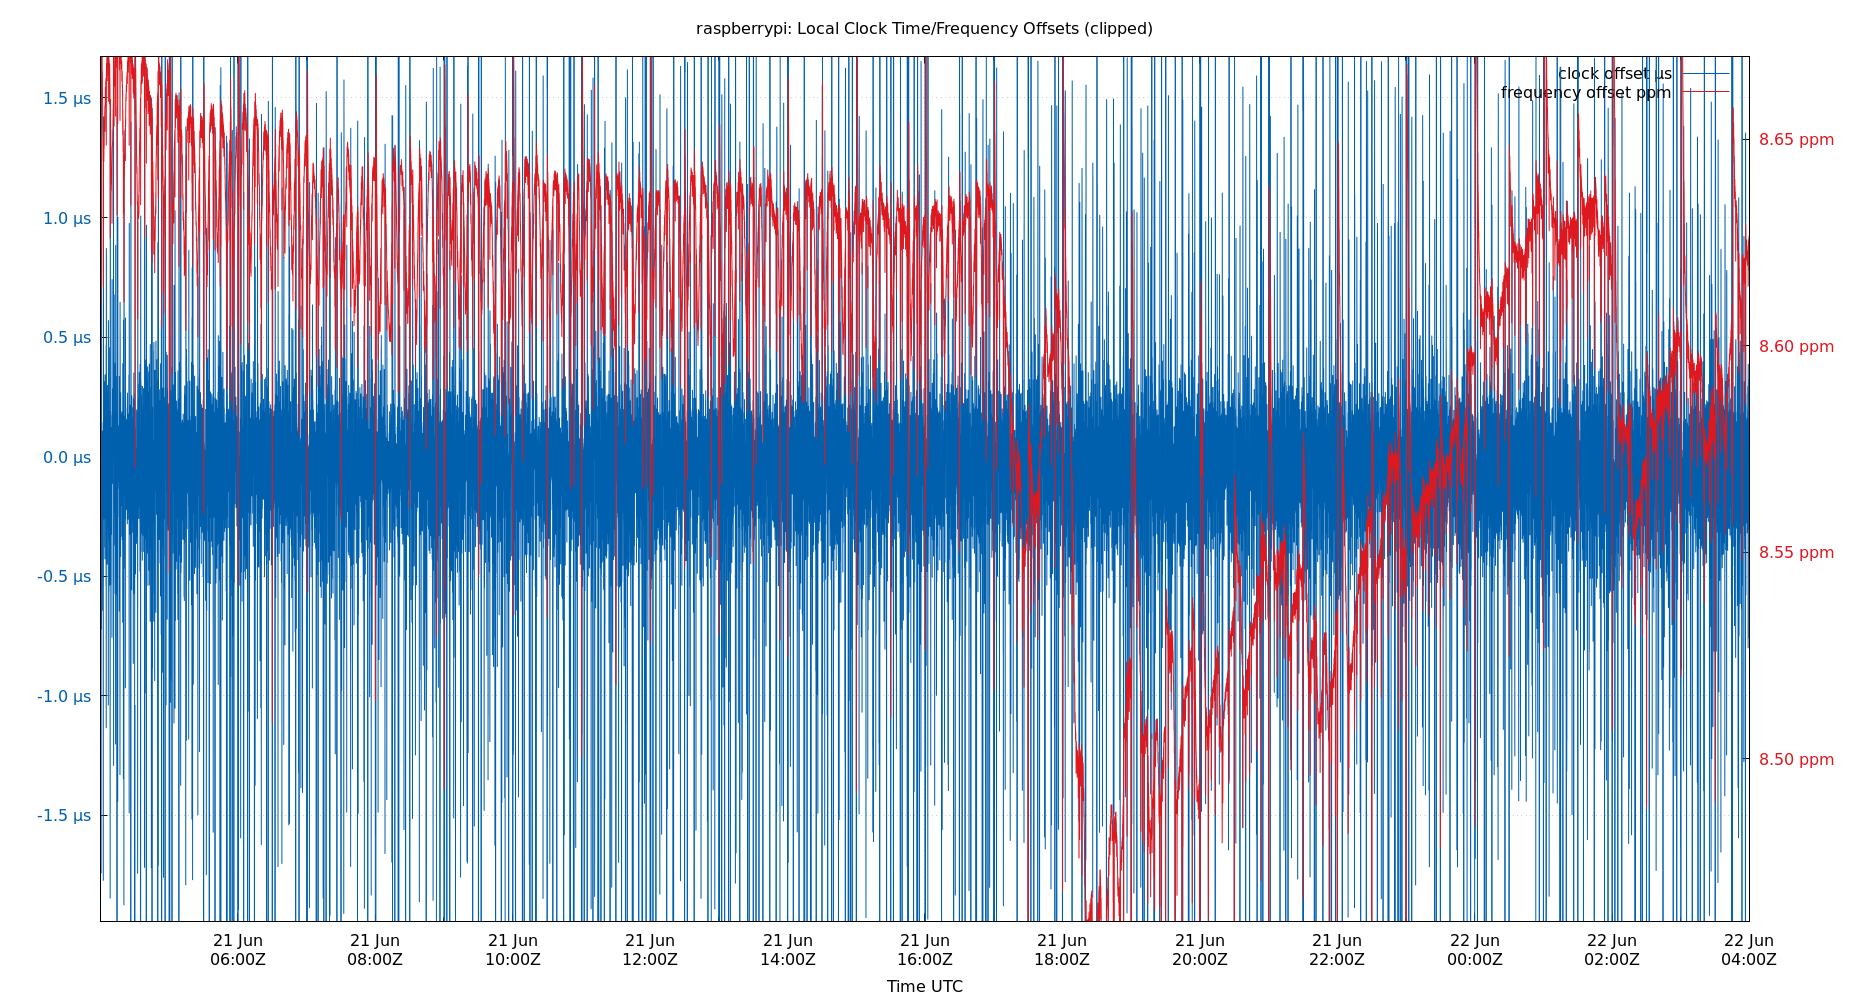 raspberrypi: Local Clock Time/Frequency Offsets (clipped)
clock offset µs
frequency offset ppm
1.5 µs
1.0 µs
0.5 µs
0.0 µs
-0.5 µs
-1.0 µs
-1.5 µs
8.65 ppm
8.60 ppm
8.55 ppm
8.50 ppm
21 Jun
06:00Z
21 Jun
08:00Z
21 Jun
10:00Z
21 Jun
12:00Z
21 Jun
14:00Z
21 Jun
16:00Z
21 Jun
18:00Z
21 Jun
20:00Z
21 Jun
22:00Z
22 Jun
00:00Z
22 Jun
02:00Z
22 Jun
04:00Z
Time UTC